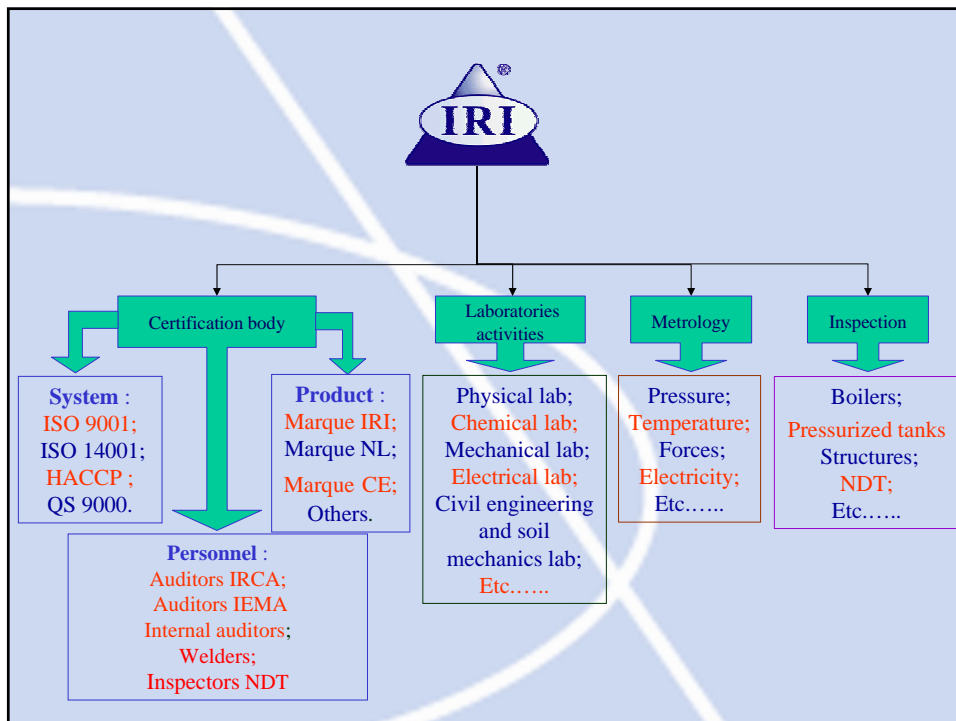 IRI
®
Certification body
Laboratories
activities
Metrology
Inspection
System :
ISO 9001;
ISO 14001;
HACCP ;
QS 9000.
Product :
Marque IRI;
Marque NL;
Marque CE;
Others.
Personnel :
Auditors IRCA;
Auditors IEMA
Internal auditors;
Welders;
Inspectors NDT
Physical lab;
Chemical lab;
Mechanical lab;
Electrical lab;
Civil engineering
and soil
mechanics lab;
Etc…..
Pressure;
Temperature;
Forces;
Electricity;
Etc…...
Boilers;
Pressurized tanks
Structures;
NDT;
Etc…...